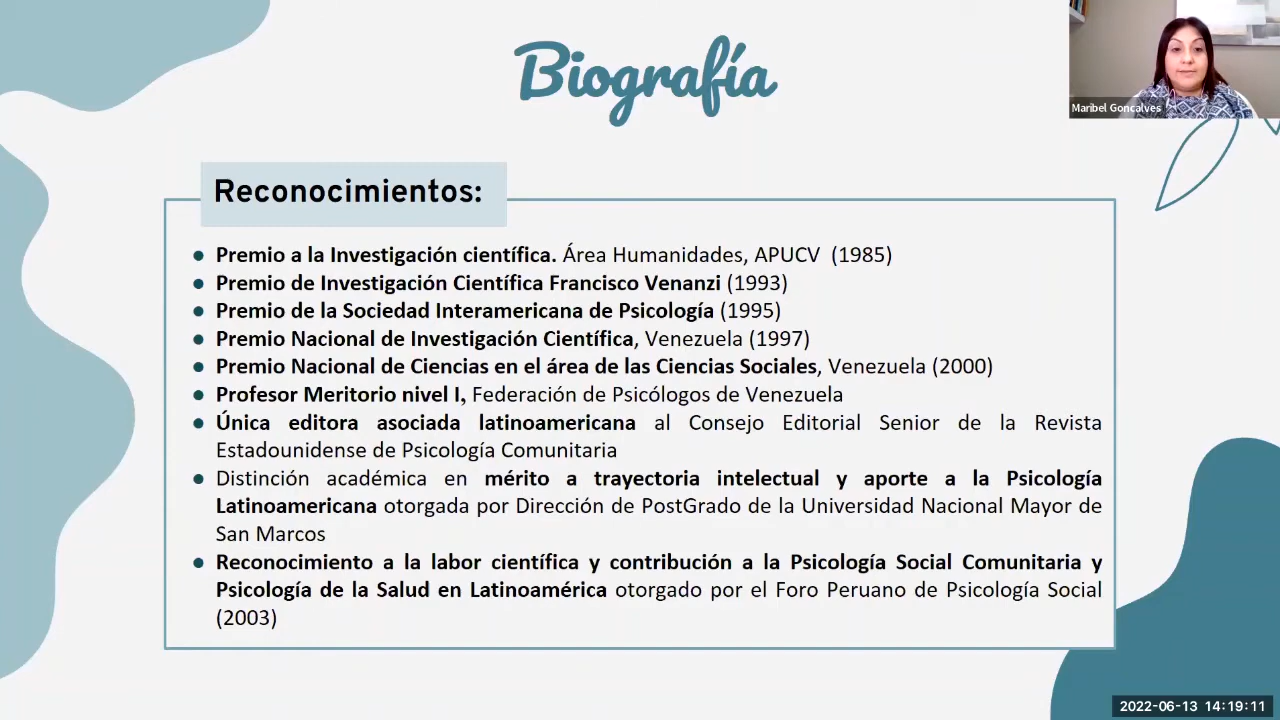 Biografía
Maribel Goncalves
Reconocimientos:
● Premio a la Investigación científica. Área Humanidades, APUCV (1985)
● Premio de Investigación Científica Francisco Venanzi (1993)
● Premio de la Sociedad Interamericana de Psicología (1995)
● Premio Nacional de Investigación Científica, Venezuela (1997)
● Premio Nacional de Ciencias en el área de las Ciencias Sociales, Venezuela (2000)
● Profesor Meritorio nivel I, Federación de Psicólogos de Venezuela
● Única editora asociada latinoamericana al Consejo Editorial Senior de la Revista
Estadounidense de Psicología Comunitaria
● Distinción académica en mérito a trayectoria intelectual y aporte a la Psicología
Latinoamericana otorgada por Dirección de PostGrado de la Universidad Nacional Mayor de
San Marcos
● Reconocimiento a la labor científica y contribución a la Psicología Social Comunitaria y
Psicología de la Salud en Latinoamérica otorgado por el Foro Peruano de Psicología Social
(2003)
2022-06-13 14:19:11